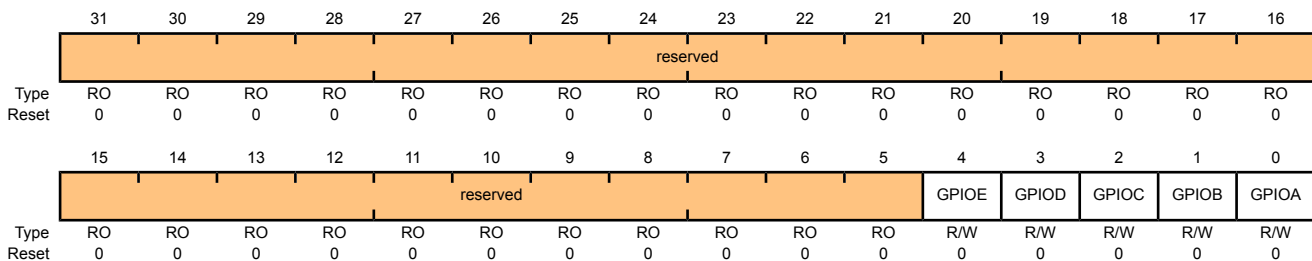 31 30 29 28 27 26 25 24 23 22 21 20 19 18 17 16
reserved
Type RO RO RO RO RO RO RO RO RO RO RO RO RO RO RO RO
Reset 0 0 0 0 0 0 0 0 0 0 0 0 0 0 0 0
15 14 13 12 11 10 9 8 7 6 5 4 3 2 1 0
reserved GPIOE GPIOD GPIOC GPIOB GPIOA
Type RO RO RO RO RO RO RO RO RO RO RO R/W R/W R/W R/W R/W
Reset 0 0 0 0 0 0 0 0 0 0 0 0 0 0 0 0